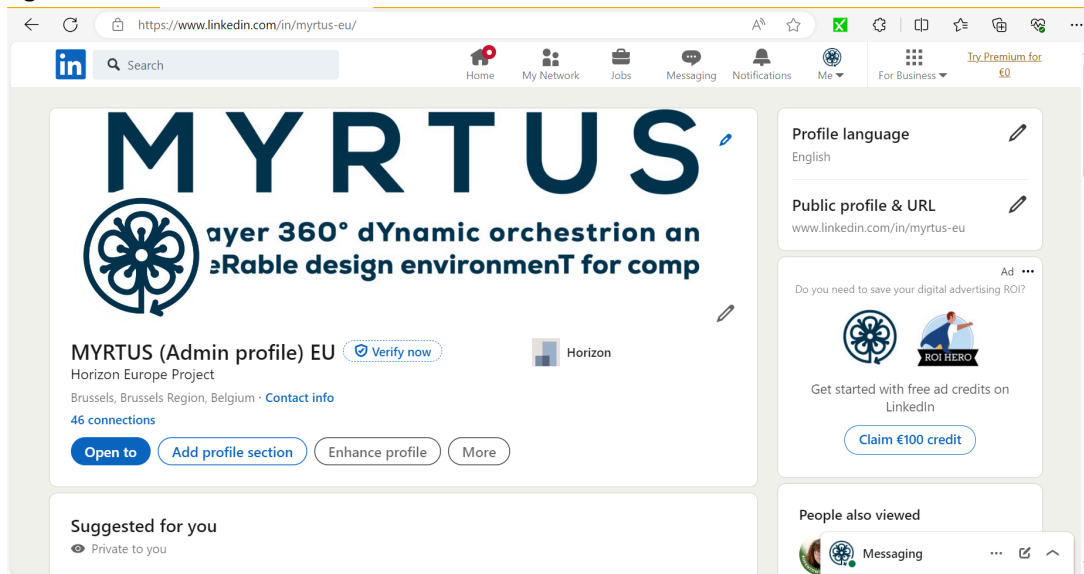 https://www.linkedin.com/in/myrtus-eu/
in
Search
Home
My Network
Jobs
Messaging
Notifications
Me
For Business
Try Premium for
€0
MYRTUS
ayer 360° dYnamic orchestrion an
eRable design environmenT for comp
MYRTUS (Admin profile) EU
Verify now
Horizon
Horizon Europe Project
Brussels, Brussels Region, Belgium · Contact info
46 connections
Open to
Add profile section
Enhance profile
More
Suggested for you
Private to you
Profile language
English
Public profile & URL
www.linkedin.com/in/myrtus-eu
Ad
Do you need to save your digital advertising ROI?
ROI HERO
Get started with free ad credits on
LinkedIn
Claim €100 credit
People also viewed
Messaging